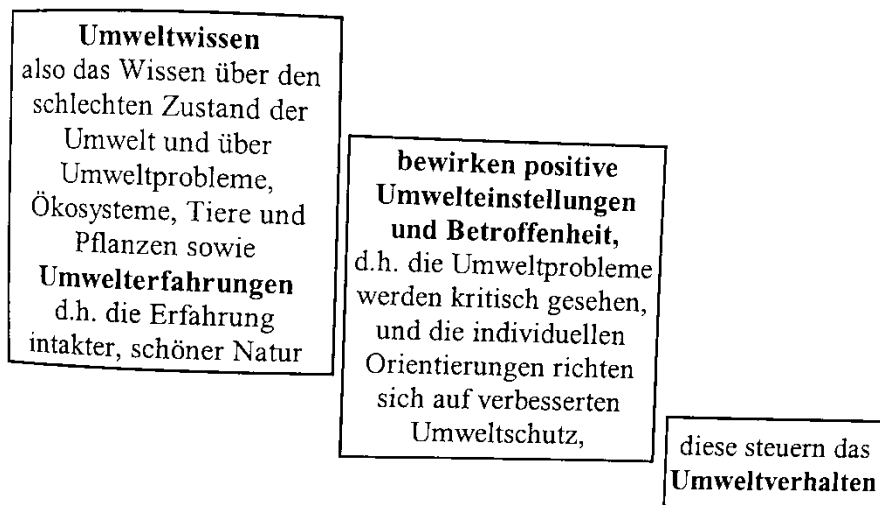 Umweltwissen
also das Wissen über den
schlechten Zustand der
Umwelt und über
Umweltprobleme,
Ökosysteme, Tiere und
Pflanzen sowie
Umwelterfahrungen
d.h. die Erfahrung
intakter, schöner Natur
bewirken positive
Umwelteinstellungen
und Betroffenheit,
d.h. die Umweltprobleme
werden kritisch gesehen,
und die individuellen
Orientierungen richten
sich auf verbesserten
Umweltschutz,
diese steuern das
Umweltverhalten